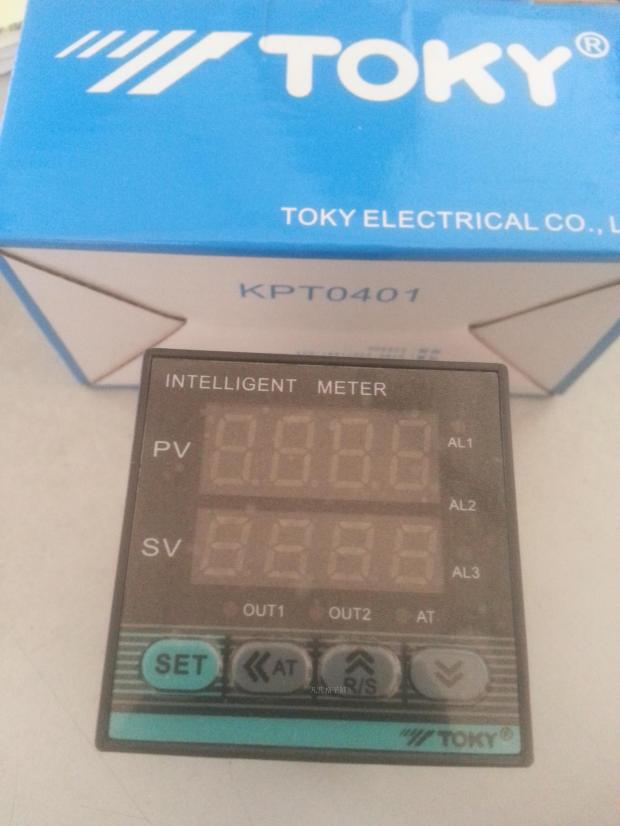 TOKY®
TOKY ELECTRICAL CO., L
KPT0401
INTELLIGENT METER
PV
AL1
AL2
SV
AL3
OUT1 OUT2 AT
SET
AT
R/S
TOKY®